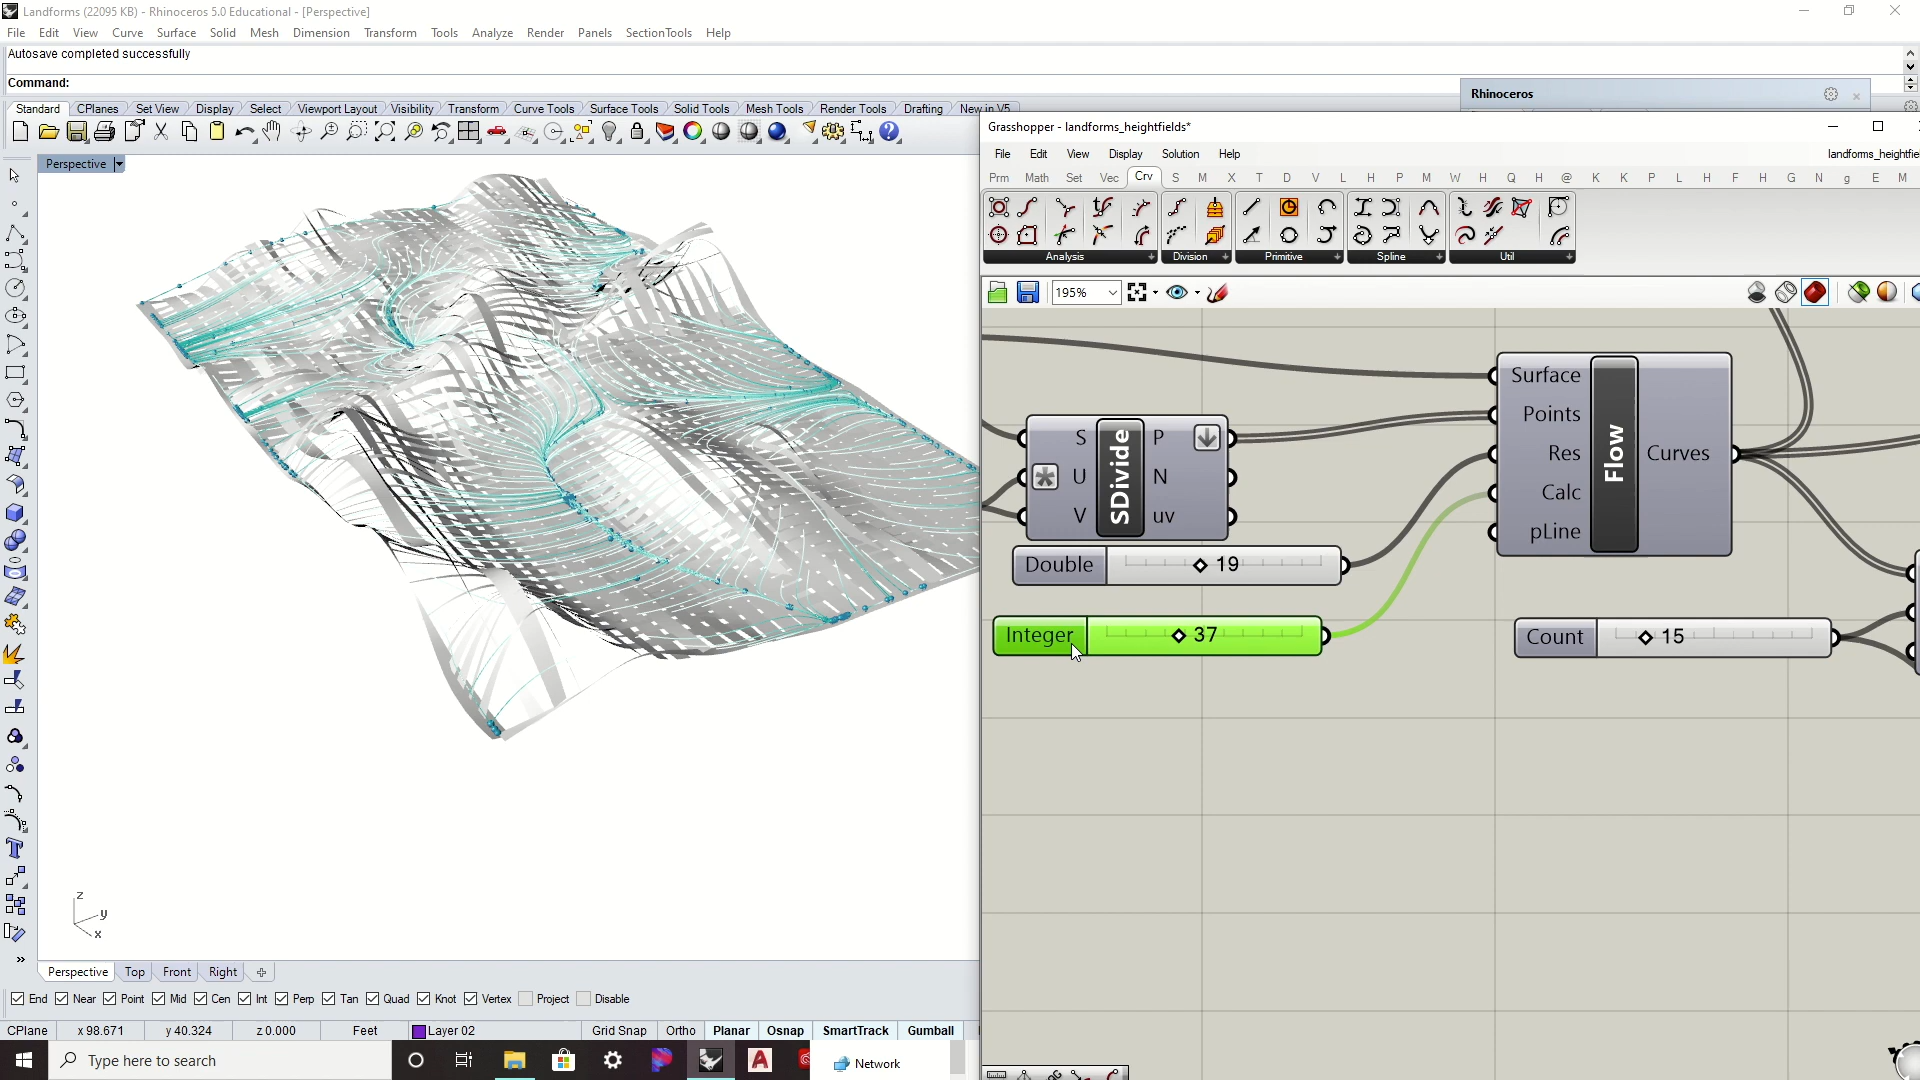 Landforms (22095 KB) - Rhinoceros 5.0 Educational - [Perspective]
File Edit View Curve Surface Solid Mesh Dimension Transform Tools Analyze Render Panels SectionTools Help
Autosave completed successfully
Command:
Rhinoceros
Standard CPlanes Set View Display Select Viewport Layout Visibility Transform Curve Tools Surface Tools Solid Tools Mesh Tools Render Tools Drafting New in V5
Perspective
Grasshopper - landforms_heightfields*
File Edit View Display Solution Help
landforms_heightfie
Prm Math Set Vec Crv S M X T D V L H P M W H Q H @ K K P L H F H G N g E M
Analysis Division Primitive Spline Util
195%
Surface
Points
Res
Calc
pLine
Flow
Curves
S
U
V
SDivide
P
N
uv
Double 19
Integer 37
Count 15
z
y
x
Perspective Top Front Right
End Near Point Mid Cen Int Perp Tan Quad Knot Vertex Project Disable
CPlane x 98.671 y 40.324 z 0.000 Feet Layer 02 Grid Snap Ortho Planar Osnap SmartTrack Gumball
Type here to search
Network